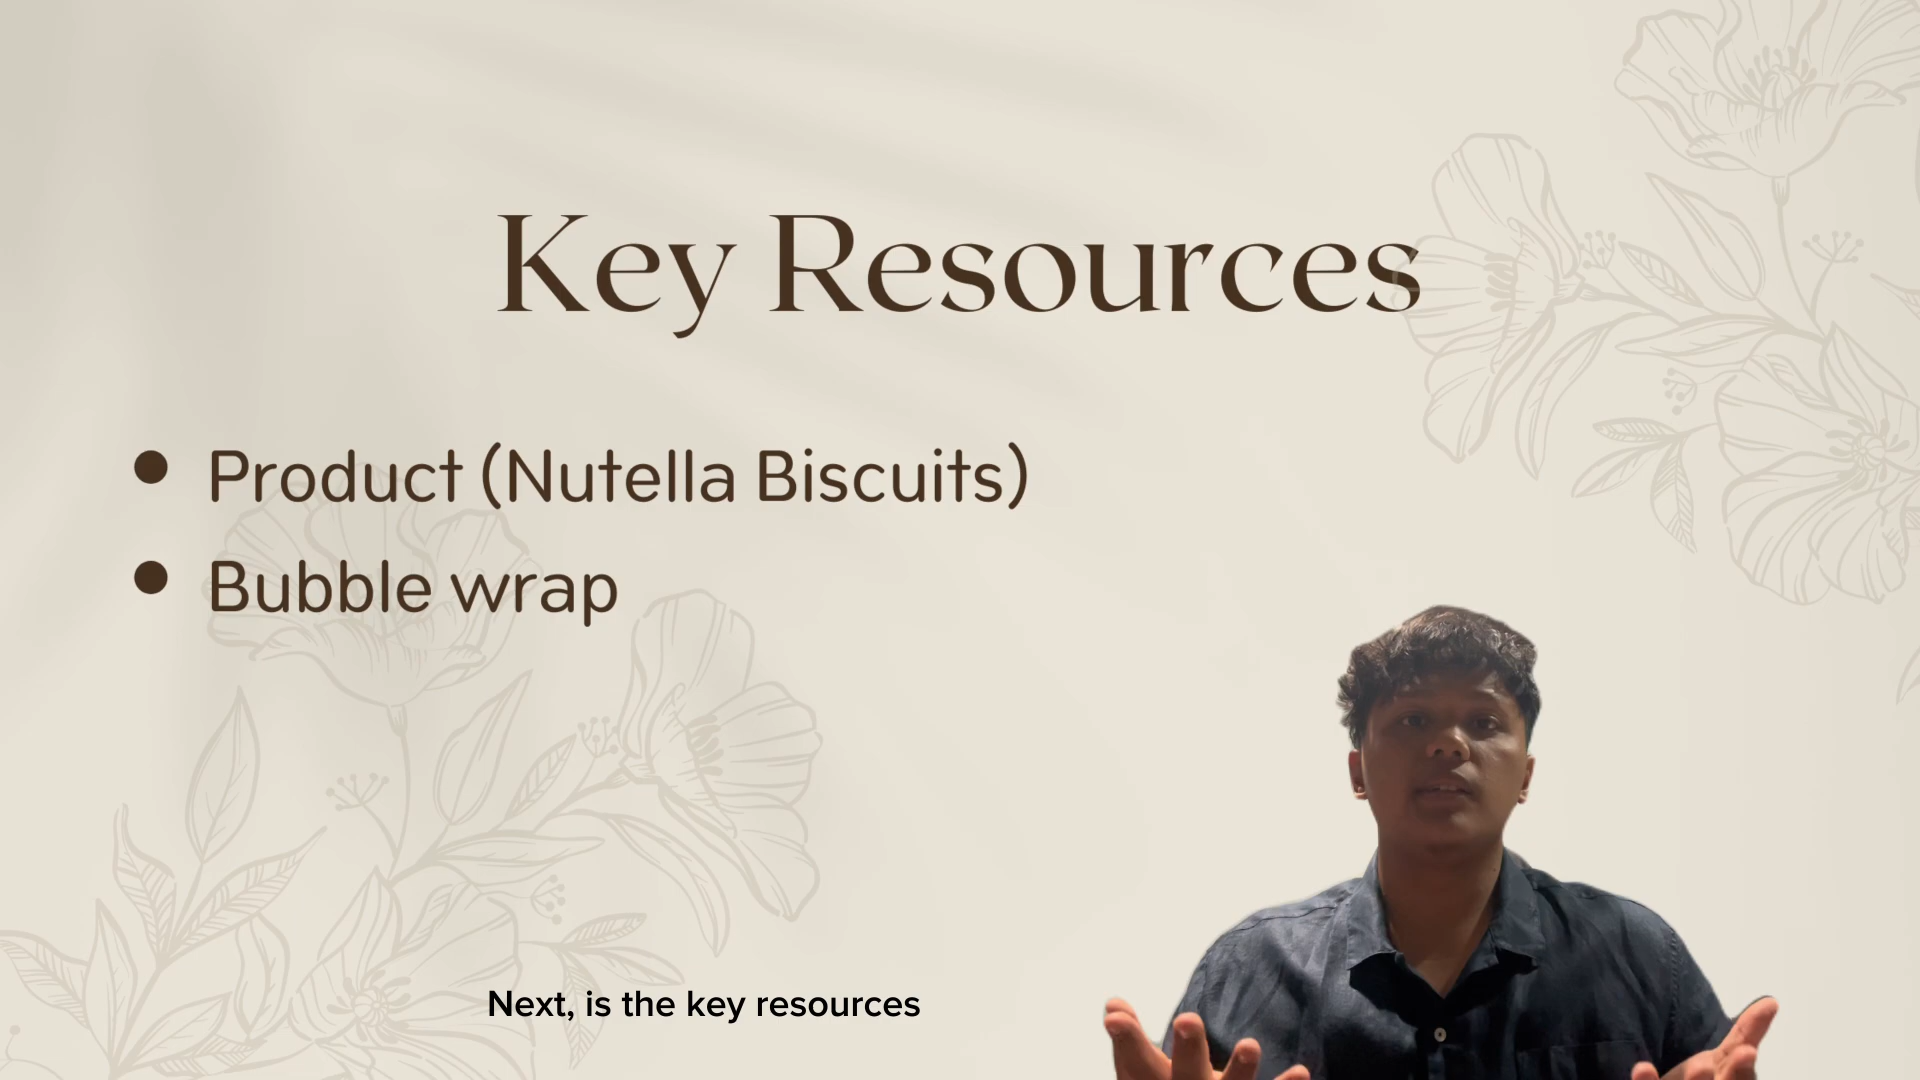 Key Resources
• Product (Nutella Biscuits)
• Bubble wrap
Next, is the key resources